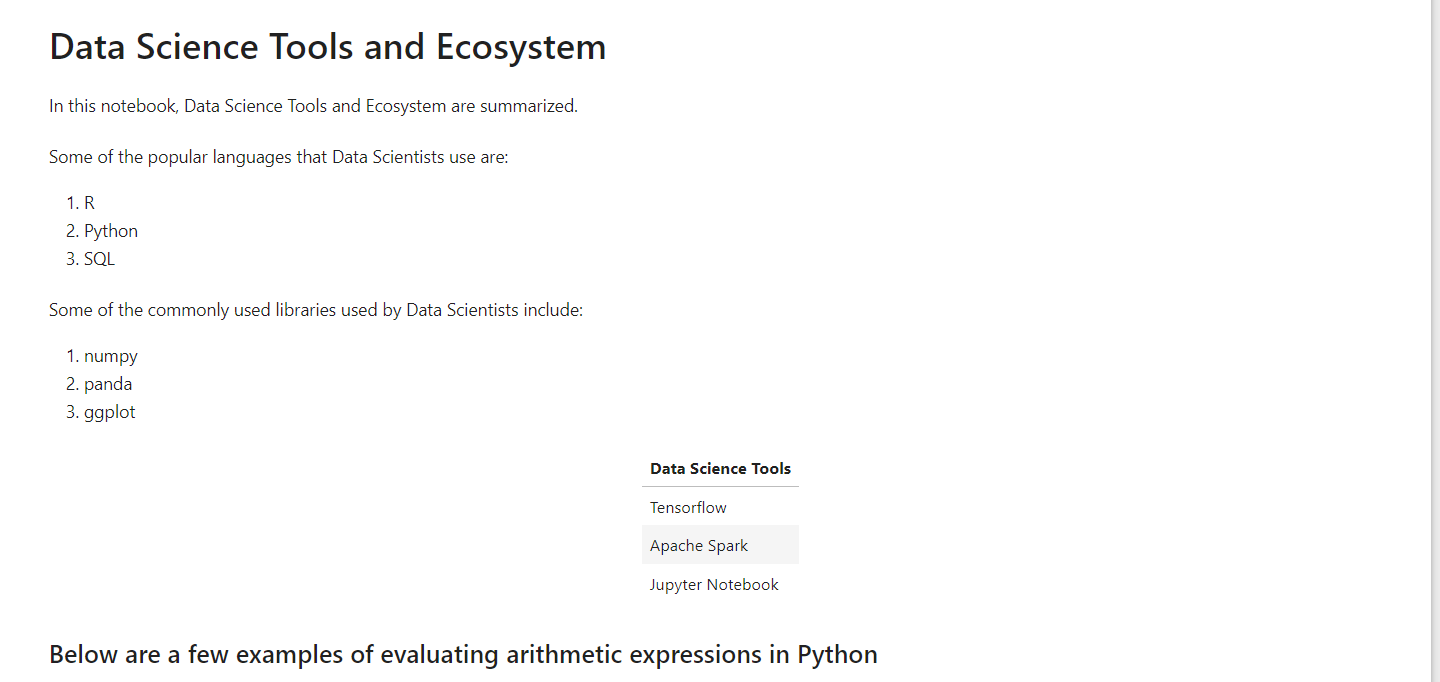 Data Science Tools and Ecosystem
In this notebook, Data Science Tools and Ecosystem are summarized.
Some of the popular languages that Data Scientists use are:
1. R
2. Python
3. SQL
Some of the commonly used libraries used by Data Scientists include:
1. numpy
2. panda
3. ggplot
Data Science Tools
Tensorflow
Apache Spark
Jupyter Notebook
Below are a few examples of evaluating arithmetic expressions in Python